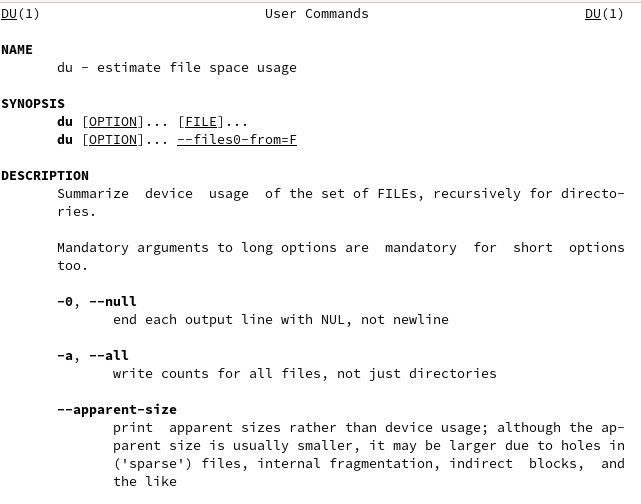 DU(1) User Commands DU(1)
NAME
du - estimate file space usage
SYNOPSIS
du [OPTION]... [FILE]...
du [OPTION]... --files0-from=F
DESCRIPTION
Summarize device usage of the set of FILEs, recursively for directo-
ries.
Mandatory arguments to long options are mandatory for short options
too.
-0, --null
end each output line with NUL, not newline
-a, --all
write counts for all files, not just directories
--apparent-size
print apparent sizes rather than device usage; although the ap-
parent size is usually smaller, it may be larger due to holes in
('sparse') files, internal fragmentation, indirect blocks, and
the like